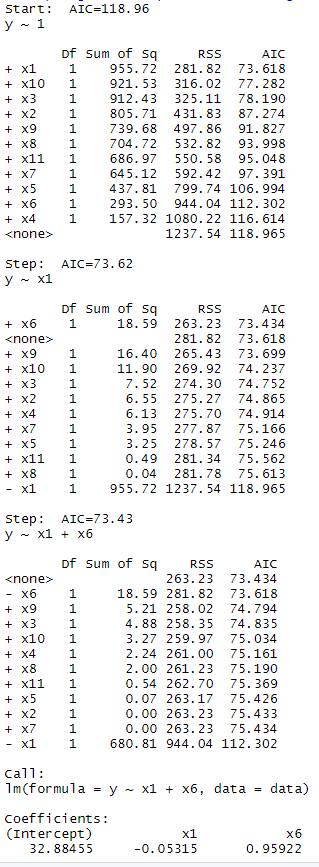 Start:  AIC=118.96
y ~ 1

       Df Sum of Sq     RSS     AIC
+ x1    1    955.72  281.82  73.618
+ x10   1    921.53  316.02  77.282
+ x3    1    912.43  325.11  78.190
+ x2    1    805.71  431.83  87.274
+ x9    1    739.68  497.86  91.827
+ x8    1    704.72  532.82  93.998
+ x11   1    686.97  550.58  95.048
+ x7    1    645.12  592.42  97.391
+ x5    1    437.81  799.74 106.994
+ x6    1    293.50  944.04 112.302
+ x4    1    157.32 1080.22 116.614
<none>              1237.54 118.965

Step:  AIC=73.62
y ~ x1

       Df Sum of Sq     RSS     AIC
+ x6    1     18.59  263.23  73.434
<none>               281.82  73.618
+ x9    1     16.40  265.43  73.699
+ x10   1     11.90  269.92  74.237
+ x3    1      7.52  274.30  74.752
+ x2    1      6.55  275.27  74.865
+ x4    1      6.13  275.70  74.914
+ x7    1      3.95  277.87  75.166
+ x5    1      3.25  278.57  75.246
+ x11   1      0.49  281.34  75.562
+ x8    1      0.04  281.78  75.613
- x1    1    955.72 1237.54 118.965

Step:  AIC=73.43
y ~ x1 + x6

       Df Sum of Sq    RSS     AIC
<none>              263.23  73.434
- x6    1     18.59 281.82  73.618
+ x9    1      5.21 258.02  74.794
+ x3    1      4.88 258.35  74.835
+ x10   1      3.27 259.97  75.034
+ x4    1      2.24 261.00  75.161
+ x8    1      2.00 261.23  75.190
+ x11   1      0.54 262.70  75.369
+ x5    1      0.07 263.17  75.426
+ x2    1      0.00 263.23  75.433
+ x7    1      0.00 263.23  75.434
- x1    1    680.81 944.04 112.302

Call:
lm(formula = y ~ x1 + x6, data = data)

Coefficients:
(Intercept)           x1           x6
   32.88455     -0.05315      0.95922